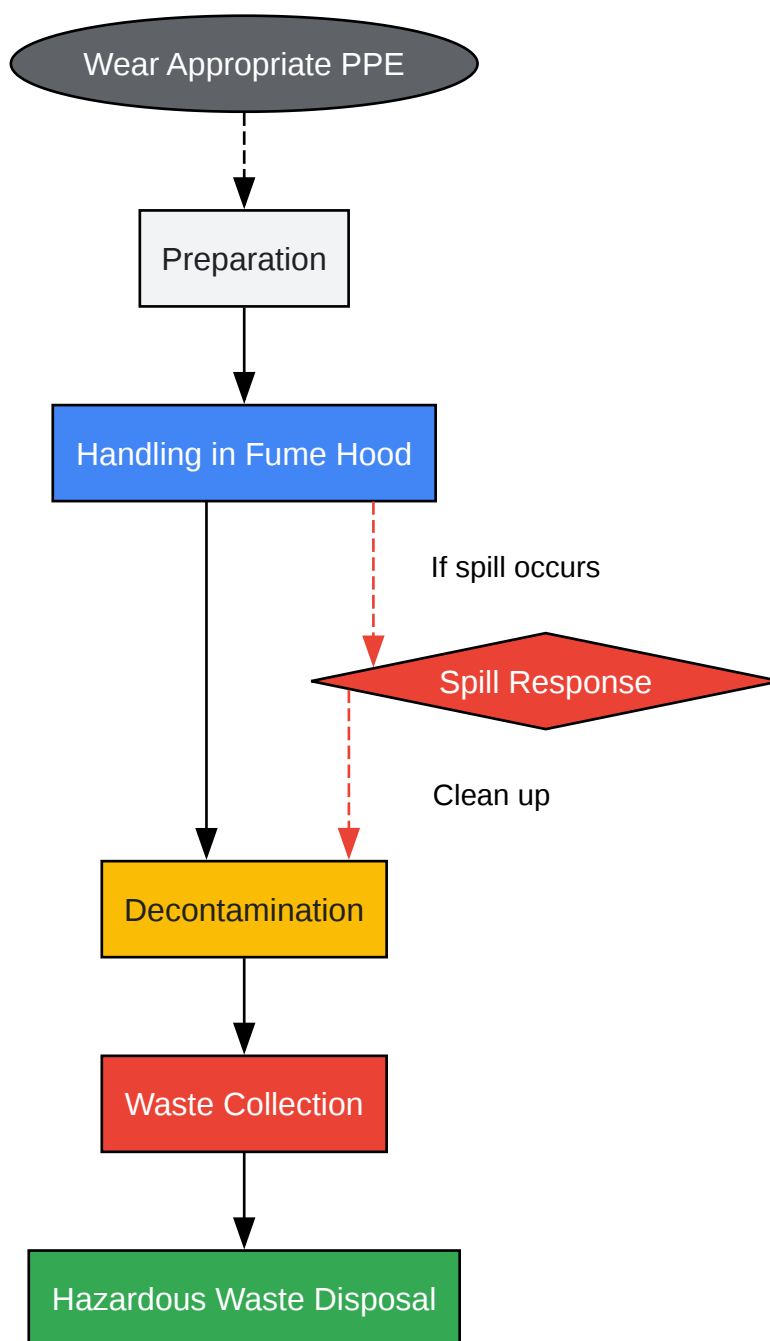 Wear Appropriate PPE
Preparation
Handling in Fume Hood
If spill occurs
Spill Response
Clean up
Decontamination
Waste Collection
Hazardous Waste Disposal